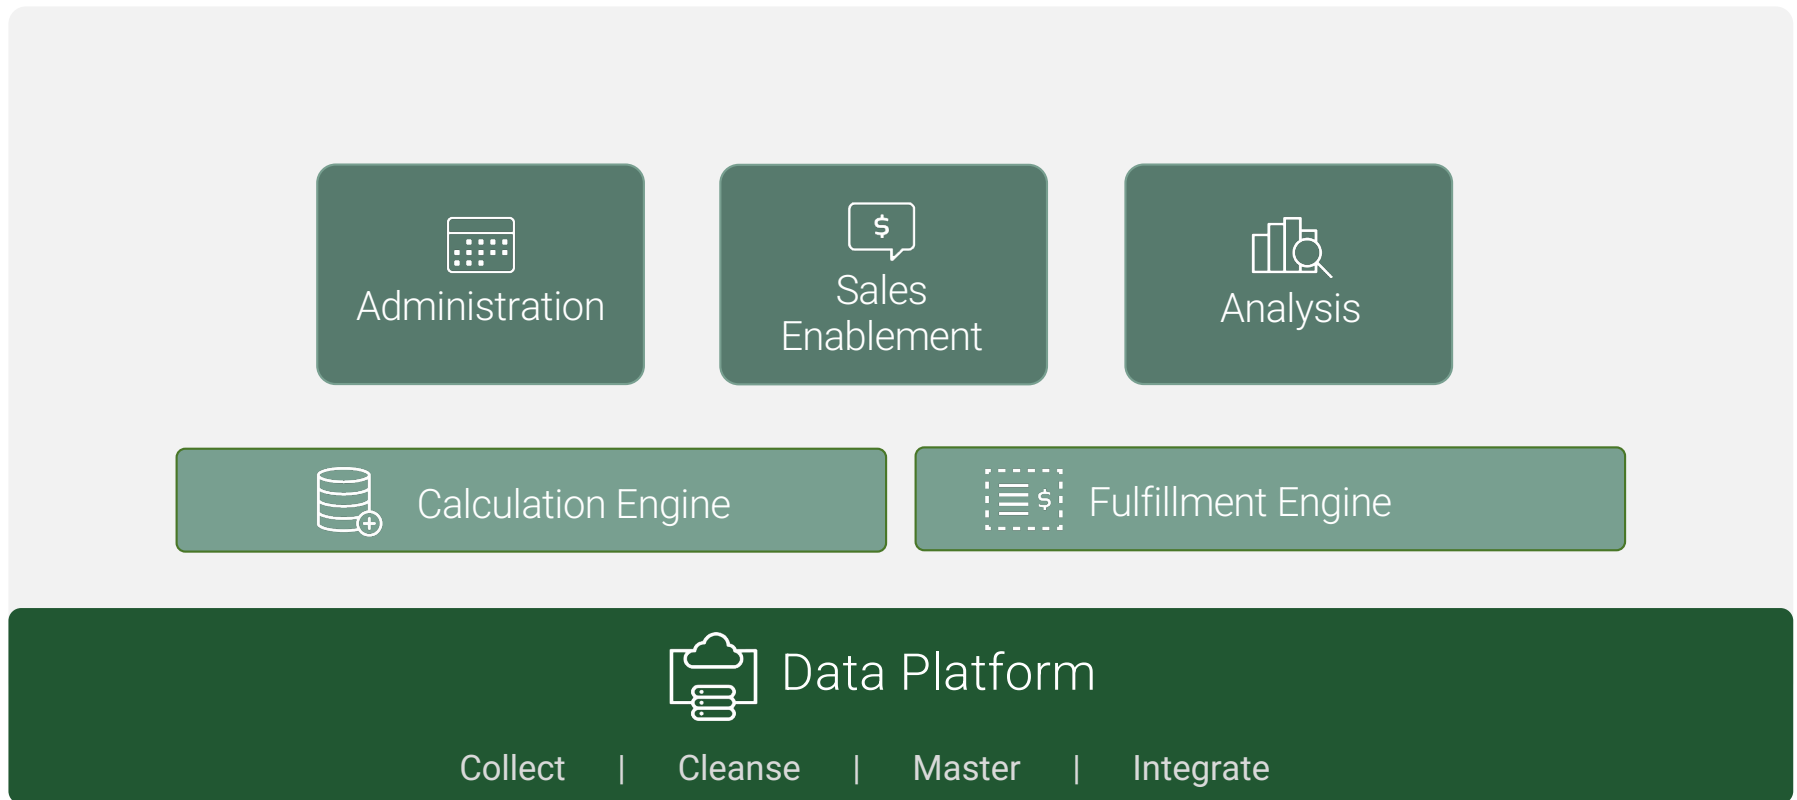 Administration
Sales
Enablement
Analysis
Calculation Engine
$ Fulfillment Engine
Data Platform
Collect | Cleanse | Master | Integrate